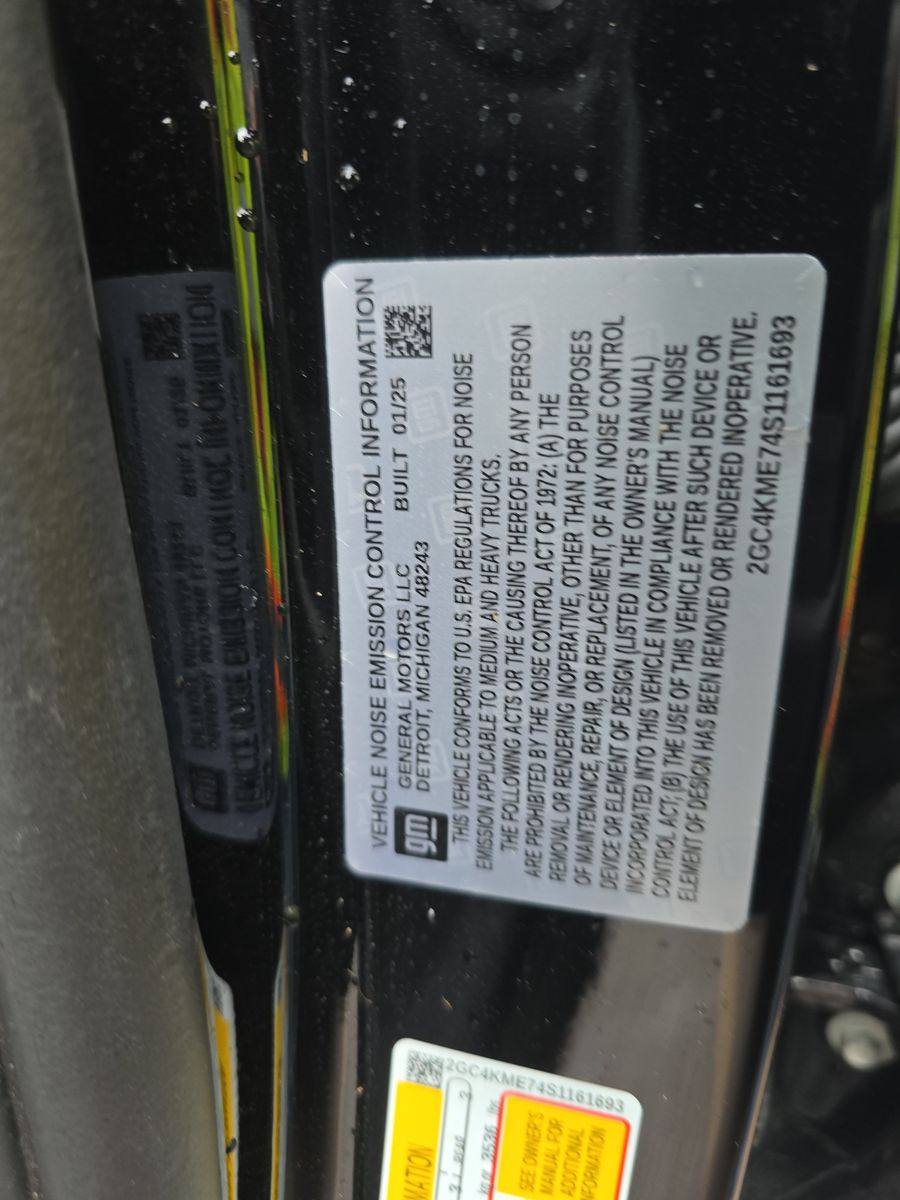 VEHICLE NOISE EMISSION CONTROL INFORMATION
gm
GENERAL MOTORS LLC BUILT 01/25
DETROIT, MICHIGAN 48243
THIS VEHICLE CONFORMS TO U.S. EPA REGULATIONS FOR NOISE
EMISSION APPLICABLE TO MEDIUM AND HEAVY TRUCKS.
THE FOLLOWING ACTS OR THE CAUSING THEREOF BY ANY PERSON
ARE PROHIBITED BY THE NOISE CONTROL ACT OF 1972: (A) THE
REMOVAL OR RENDERING INOPERATIVE, OTHER THAN FOR PURPOSES
OF MAINTENANCE, REPAIR, OR REPLACEMENT, OF ANY NOISE CONTROL
DEVICE OR ELEMENT OF DESIGN (LISTED IN THE OWNER'S MANUAL)
INCORPORATED INTO THIS VEHICLE IN COMPLIANCE WITH THE NOISE
CONTROL ACT; (B) THE USE OF THIS VEHICLE AFTER SUCH DEVICE OR
ELEMENT OF DESIGN HAS BEEN REMOVED OR RENDERED INOPERATIVE.
2GC4KME74S1161693
2GC4KME74S1161693
MATION
3 REAR 3
3536
SEE OWNER'S
MANUAL FOR
ADDITIONAL
INFORMATION